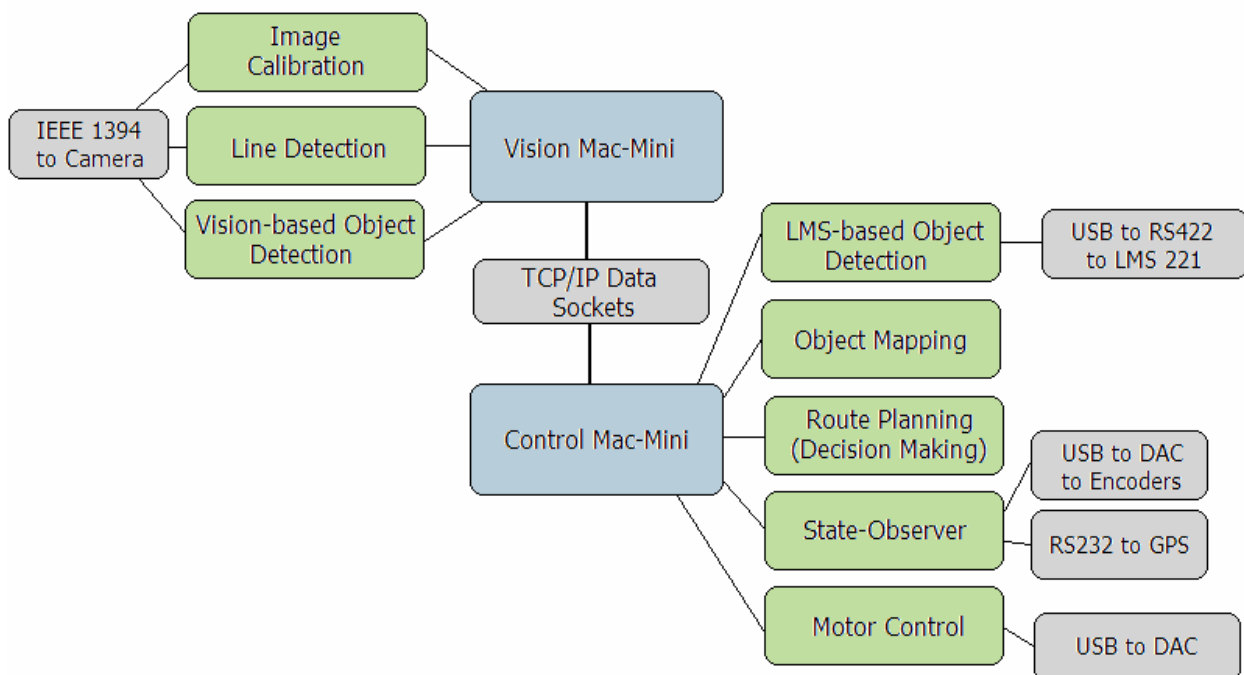 Image
Calibration
IEEE 1394
to Camera
Line Detection
Vision Mac-Mini
Vision-based Object
Detection
TCP/IP Data
Sockets
LMS-based Object
Detection
USB to RS422
to LMS 221
Object Mapping
Control Mac-Mini
Route Planning
(Decision Making)
USB to DAC
to Encoders
State-Observer
RS232 to GPS
Motor Control
USB to DAC